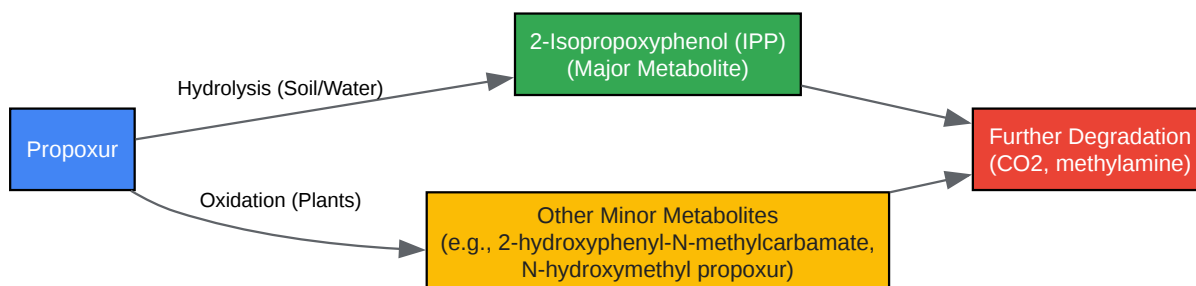 Propoxur
Hydrolysis (Soil/Water)
Oxidation (Plants)
2-Isopropoxyphenol (IPP)
(Major Metabolite)
Other Minor Metabolites
(e.g., 2-hydroxyphenyl-N-methylcarbamate,
N-hydroxymethyl propoxur)
Further Degradation
(CO2, methylamine)